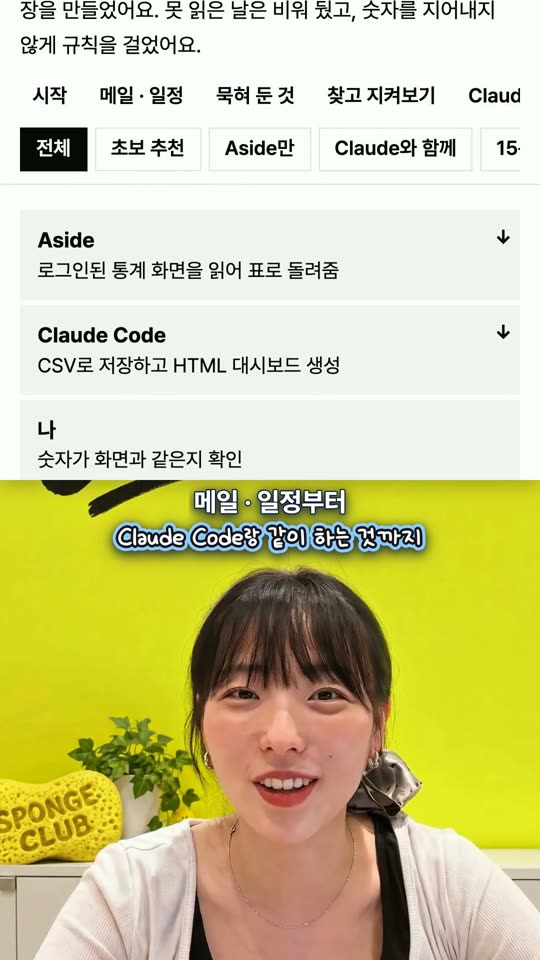 장을 만들었어요. 못 읽은 날은 비워 뒀고, 숫자를 지어내지
않게 규칙을 걸었어요.
시작 메일 · 일정 묵혀 둔 것 찾고 지켜보기 Claud
전체 초보 추천 Aside만 Claude와 함께 15
Aside ↓
로그인된 통계 화면을 읽어 표로 돌려줌
Claude Code ↓
CSV로 저장하고 HTML 대시보드 생성
나
숫자가 화면과 같은지 확인
메일 · 일정부터
Claude Code랑 같이 하는 것까지
SPONGE
CLUB